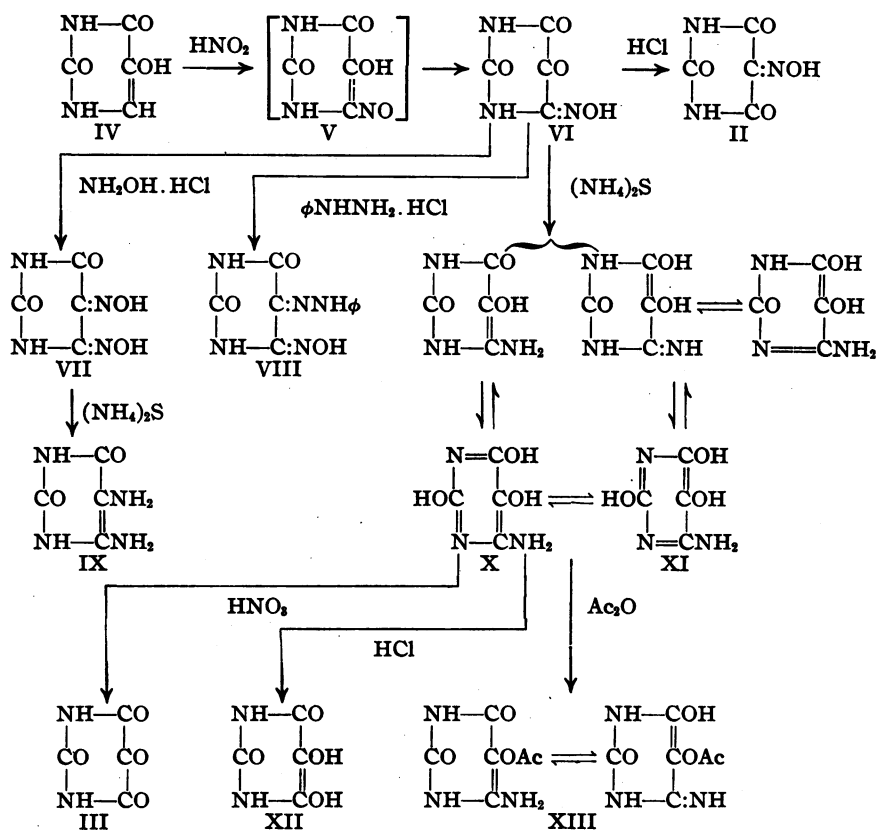 NH—CO NH—CO NH—CO NH—CO
HNO₂ HCl
CO COH CO COH CO CO CO C:NOH
NH—CH NH—C—NO NH—C:NOH NH—CO
IV V VI II
NH₂OH.HCl
φNHNH₂.HCl
(NH₄)₂S
NH—CO NH—CO NH—CO NH—COH NH—COH
CO C:NOH CO C:NNHφ CO COH CO COH CO COH
NH—C:NOH NH—C:NOH NH—CNH₂ NH—C:NH N=CNH₂
VII VIII
(NH₄)₂S
NH—CO N=COH N—COH
CO CNH₂ HOC COH HOC COH
NH—CNH₂ N—CNH₂ N=C—NH₂
IX X XI
HNO₃
HCl
Ac₂O
NH—CO NH—CO NH—CO NH—COH
CO CO CO COH CO COAc CO COAc
NH—CO NH—COH NH—CNH₂ NH—C:NH
III XII XIII